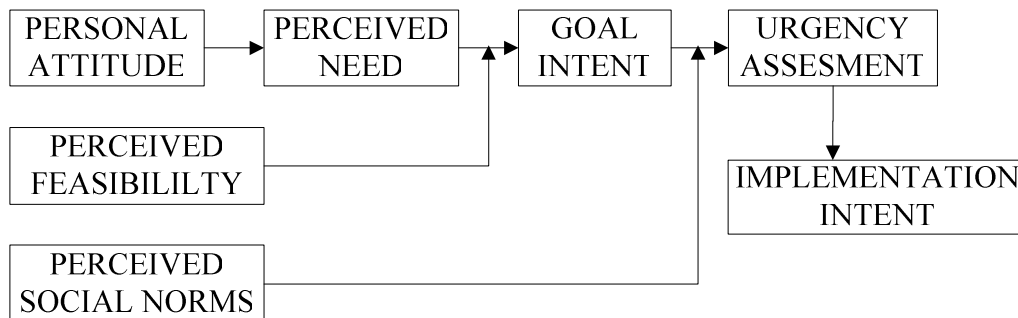 PERSONAL
ATTITUDE
PERCEIVED
NEED
GOAL
INTENT
URGENCY
ASSESMENT
PERCEIVED
FEASIBILILTY
IMPLEMENTATION
INTENT
PERCEIVED
SOCIAL NORMS